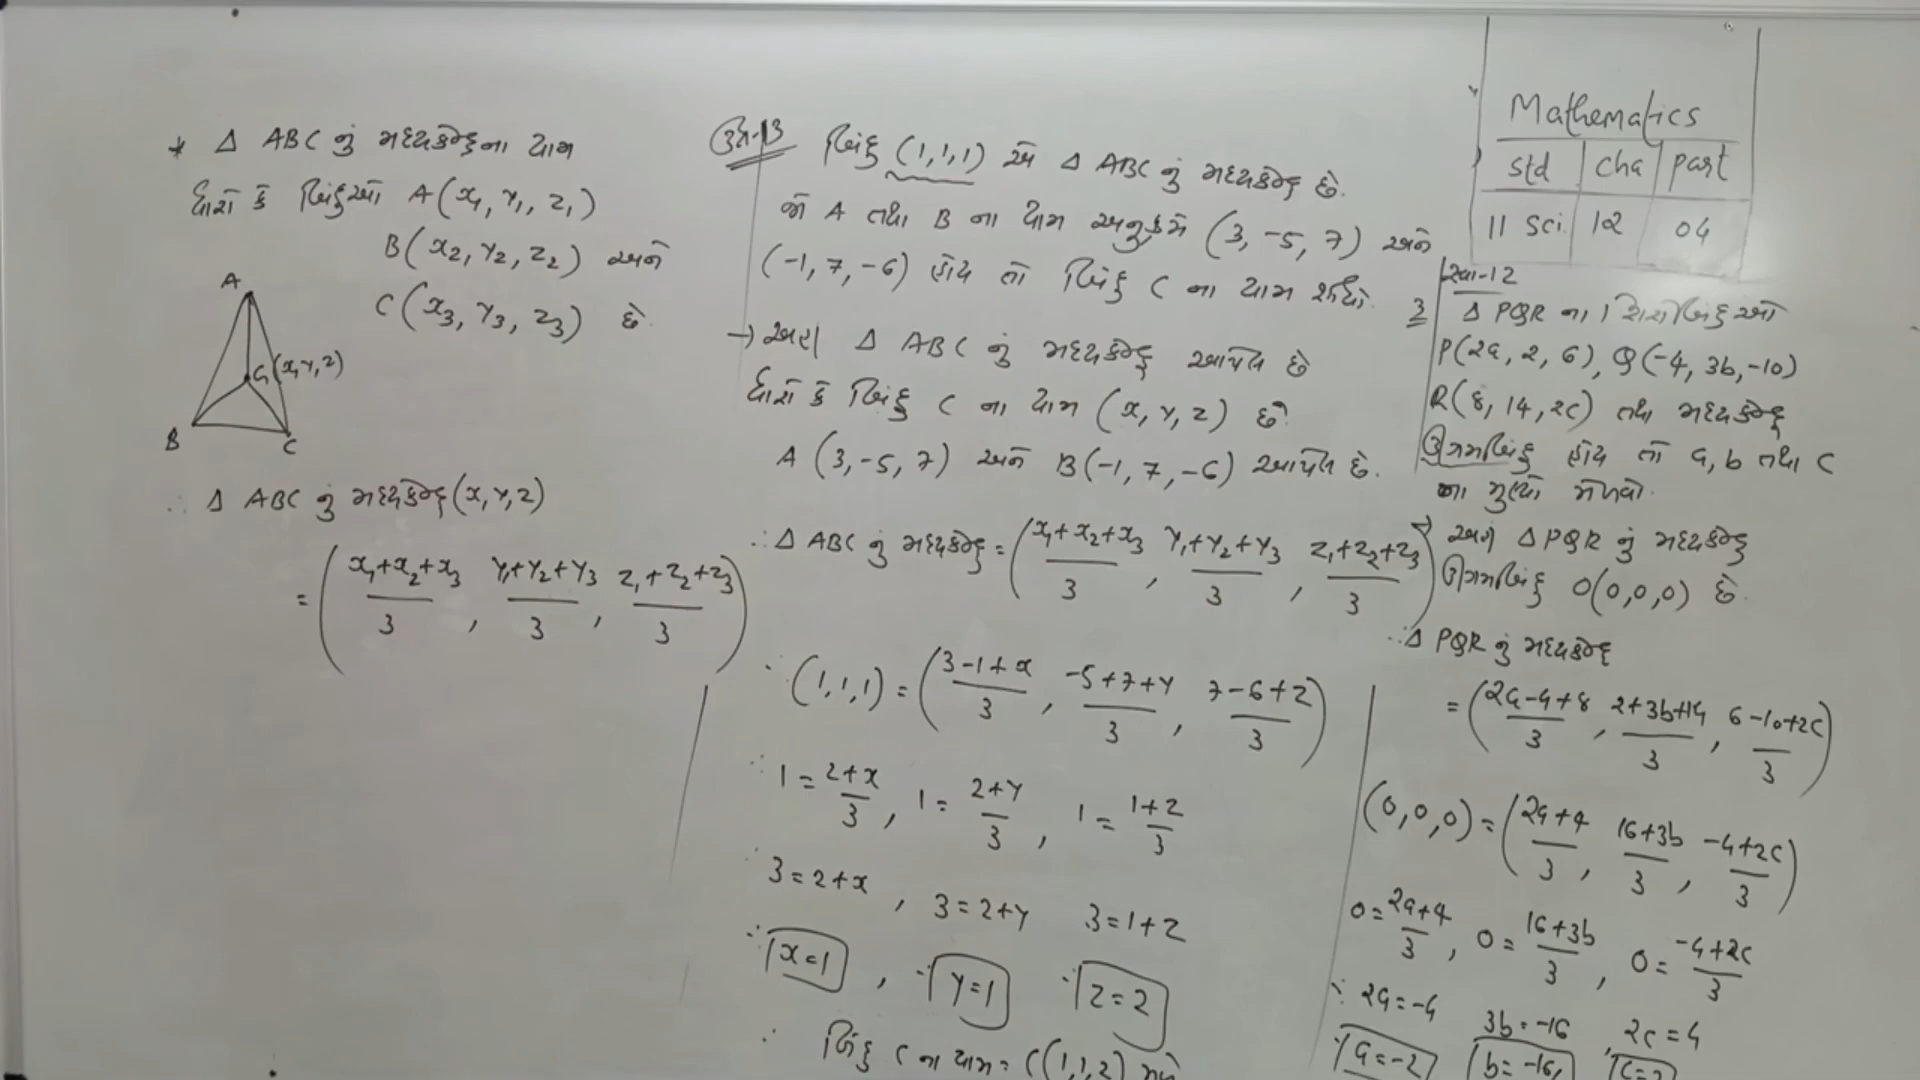 * Δ ABC નું મધ્યકેન્દ્રના યામ
ધારો કે બિંદુઓ A(x₁, y₁, z₁)
B(x₂, y₂, z₂) અને
C(x₃, y₃, z₃) છે.
A
G(x,y,z)
B
C
∴ Δ ABC નું મધ્યકેન્દ્ર(x, y, z)
= ((x₁+x₂+x₃)/3, (y₁+y₂+y₃)/3, (z₁+z₂+z₃)/3)
ઉદા-13 બિંદુ (1,1,1) એ Δ ABC નું મધ્યકેન્દ્ર છે.
જો A તથા B ના યામ અનુક્રમે (3, -5, 7) અને
(-1, 7, -6) હોય તો બિંદુ C ના યામ શોધો.
→ અહી Δ ABC નું મધ્યકેન્દ્ર આપેલ છે
ધારો કે બિંદુ C ના યામ (x, y, z) છે
A (3, -5, 7) અને B(-1, 7, -6) આપેલ છે.
∴ Δ ABC નું મધ્યકેન્દ્ર = ((x₁+x₂+x₃)/3, (y₁+y₂+y₃)/3, (z₁+z₂+z₃)/3)
∴ (1,1,1) = ((3-1+x)/3, (-5+7+y)/3, (7-6+z)/3)
∴ 1 = (2+x)/3, 1 = (2+y)/3, 1 = (1+z)/3
∴ 3=2+x, 3=2+y 3=1+z
∴ x=1, ∴ y=1 ∴ z=2
∴ બિંદુ C ના યામ = C(1,1,2)
Mathematics
Std cha part
11 Sci. 12 04
સ્વા-12
3 Δ PQR ના શિરોબિંદુઓ
P(2a, 2, 6), Q(-4, 3b, -10)
R(8, 14, 2c) તથા મધ્યકેન્દ્ર
ઉગમબિંદુ હોય તો a, b તથા c
ના મુલ્યો મેળવો.
→ અહી ΔPQR નું મધ્યકેન્દ્ર
ઉગમબિંદુ O(0,0,0) છે.
∴ Δ PQR નું મધ્યકેન્દ્ર
= ((2a-4+8)/3, (2+3b+14)/3, (6-10+2c)/3)
(0,0,0) = ((2a+4)/3, (16+3b)/3, (-4+2c)/3)
0 = (2a+4)/3, 0 = (16+3b)/3, 0 = (-4+2c)/3
∴ 2a=-4 3b=-16, 2c=4
∴ a=-2 b=-16/ c=2